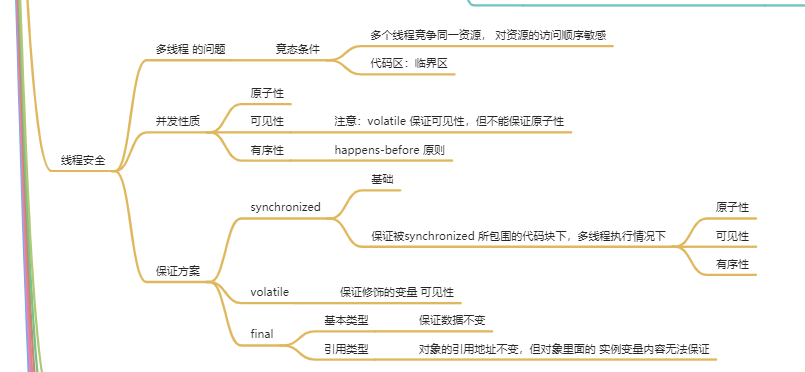 线程安全
多线程 的问题
竞态条件
多个线程竞争同一资源， 对资源的访问顺序敏感
代码区：临界区
并发性质
原子性
可见性
注意：volatile 保证可见性，但不能保证原子性
有序性
happens-before 原则
保证方案
synchronized
基础
保证被synchronized 所包围的代码块下，多线程执行情况下
原子性
可见性
有序性
volatile
保证修饰的变量 可见性
final
基本类型
保证数据不变
引用类型
对象的引用地址不变，但对象里面的 实例变量内容无法保证